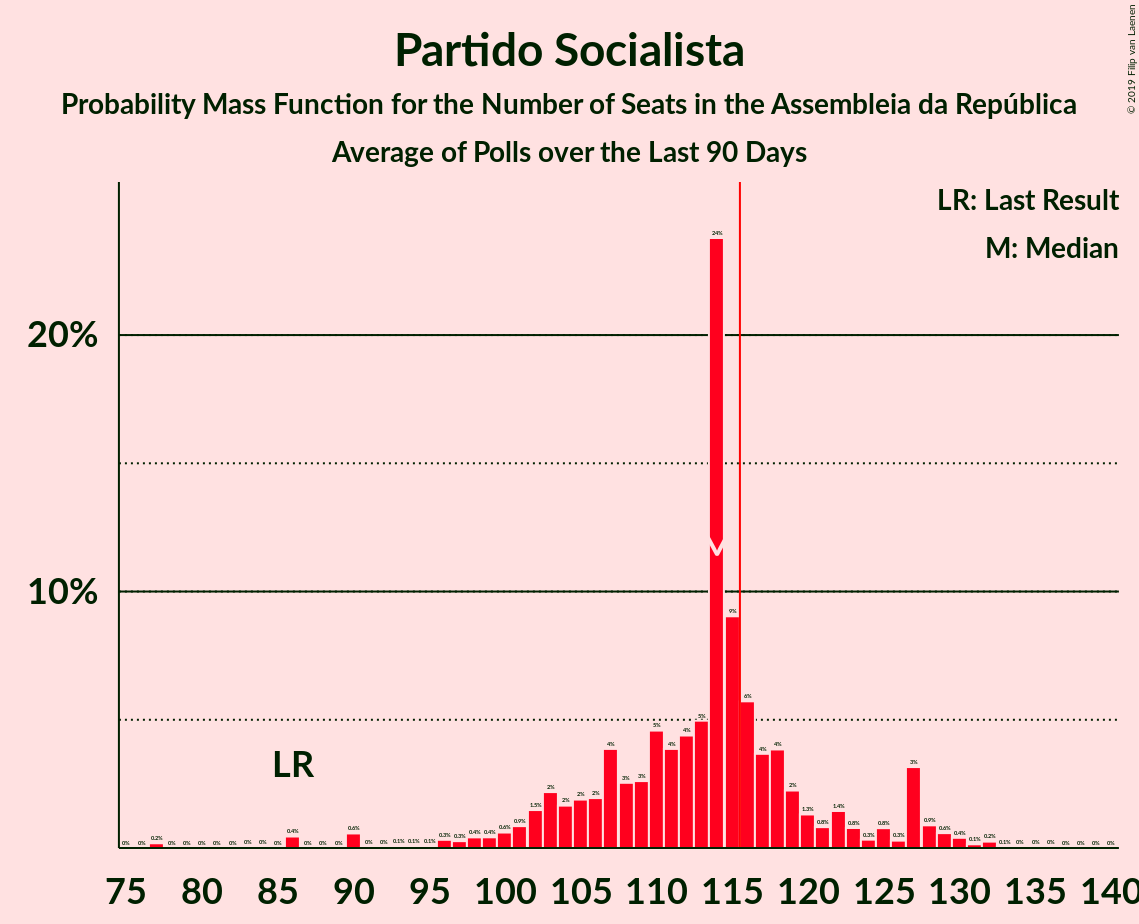 Partido Socialista
Probability Mass Function for the Number of Seats in the Assembleia da República
Average of Polls over the Last 90 Days
© 2019 Filip van Laenen
LR: Last Result
M: Median
20%
10%
LR
M
0% 0% 0.2% 0% 0% 0% 0% 0% 0% 0% 0% 0.4% 0% 0% 0% 0.6% 0% 0% 0.1% 0.1% 0.1% 0.3% 0.3% 0.4% 0.4% 0.6% 0.9% 1.5% 2% 2% 2% 2% 4% 3% 3% 5% 4% 4% 5% 24% 9% 6% 4% 4% 2% 1.3% 0.8% 1.4% 0.8% 0.3% 0.8% 0.3% 3% 0.9% 0.6% 0.4% 0.1% 0.2% 0.1% 0% 0% 0% 0% 0% 0% 0%
75 80 85 90 95 100 105 110 115 120 125 130 135 140